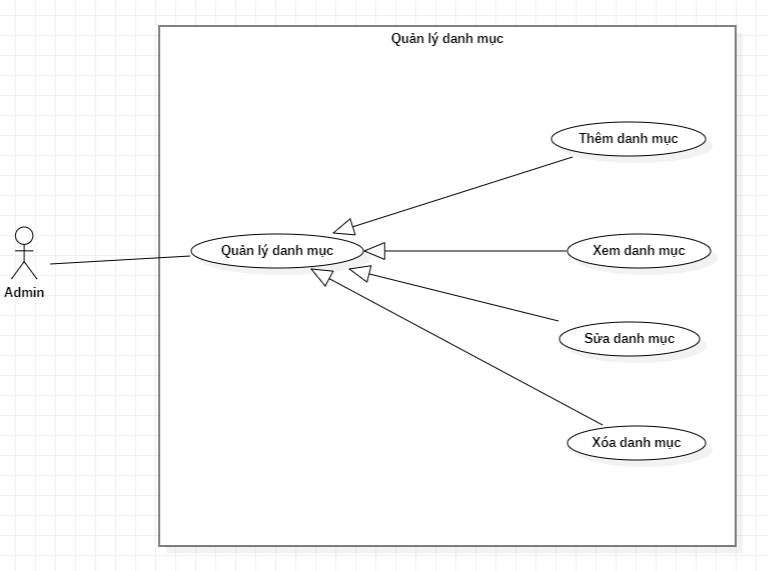 Quản lý danh mục
Thêm danh mục
Quản lý danh mục
Xem danh mục
Admin
Sửa danh mục
Xóa danh mục